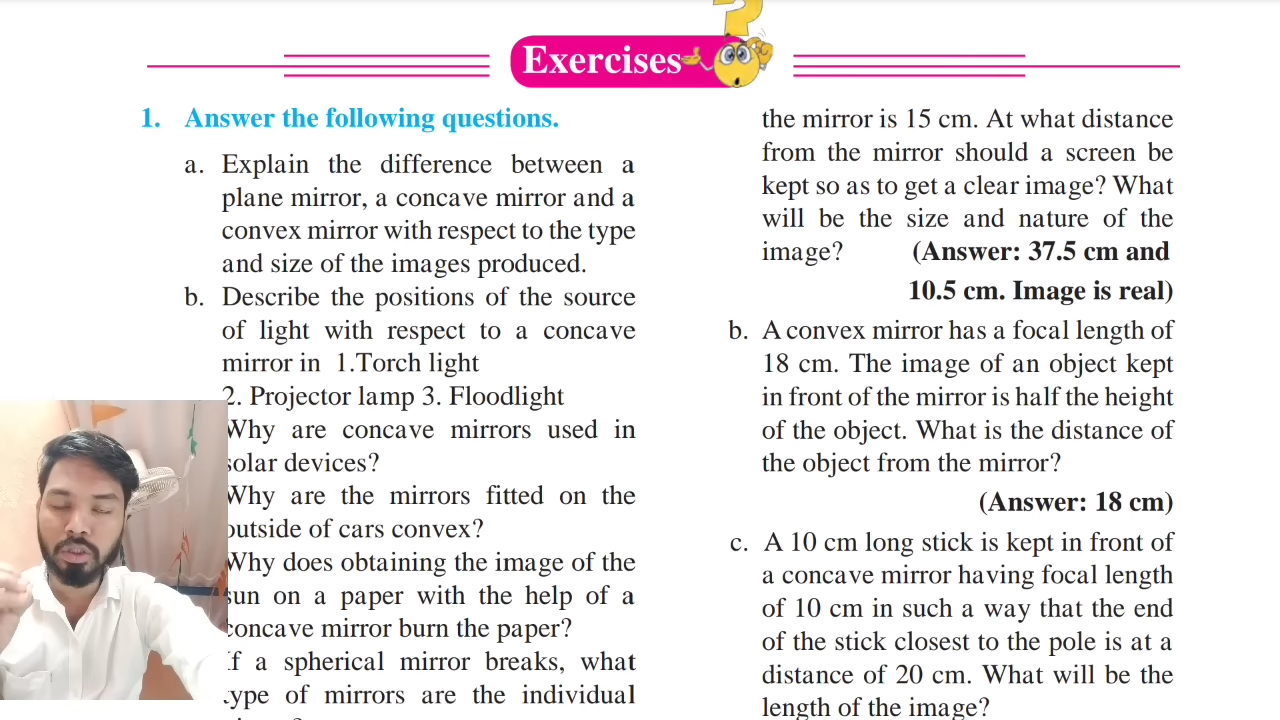 Exercises
1. Answer the following questions.
a. Explain the difference between a
plane mirror, a concave mirror and a
convex mirror with respect to the type
and size of the images produced.
b. Describe the positions of the source
of light with respect to a concave
mirror in 1.Torch light
2. Projector lamp 3. Floodlight
Why are concave mirrors used in
solar devices?
Why are the mirrors fitted on the
outside of cars convex?
Why does obtaining the image of the
sun on a paper with the help of a
concave mirror burn the paper?
If a spherical mirror breaks, what
type of mirrors are the individual
the mirror is 15 cm. At what distance
from the mirror should a screen be
kept so as to get a clear image? What
will be the size and nature of the
image? (Answer: 37.5 cm and
10.5 cm. Image is real)
b. A convex mirror has a focal length of
18 cm. The image of an object kept
in front of the mirror is half the height
of the object. What is the distance of
the object from the mirror?
(Answer: 18 cm)
c. A 10 cm long stick is kept in front of
a concave mirror having focal length
of 10 cm in such a way that the end
of the stick closest to the pole is at a
distance of 20 cm. What will be the
length of the image?